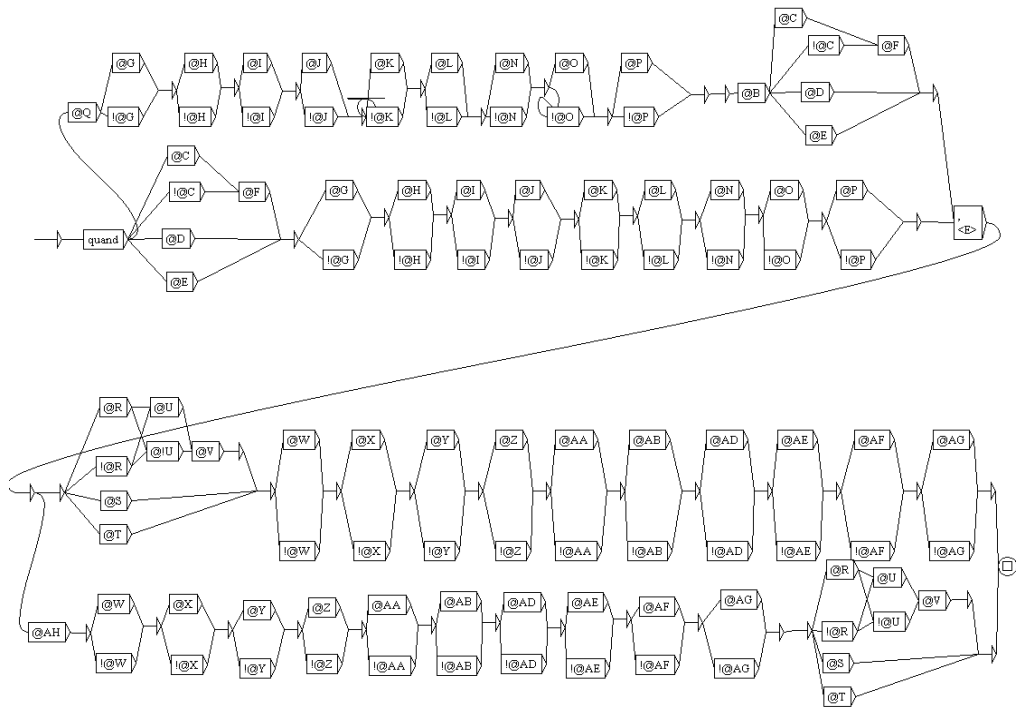 @C
!@C @F
@G @H @I @J @K @L @N @O @P
@B @D
@Q !@G !@H !@I !@J !@K !@L !@N !@O !@P
@E
@C
!@C @F @G @H @I @J @K @L @N @O @P
quand @D
, <E>
!@G !@H !@I !@J !@K !@L !@N !@O !@P
@E
@R @U
@W @X @Y @Z @AA @AB @AD @AE @AF @AG
!@R @!U @V
@S
@T
!@W !@X !@Y !@Z !@AA !@AB !@AD !@AE !@AF !@AG
@R @U
@W @X @Y @Z @AA @AB @AD @AE @AF @AG @V
@AH !@R !@U
!@W !@X !@Y !@Z !@AA !@AB !@AD !@AE !@AF !@AG @S
@T